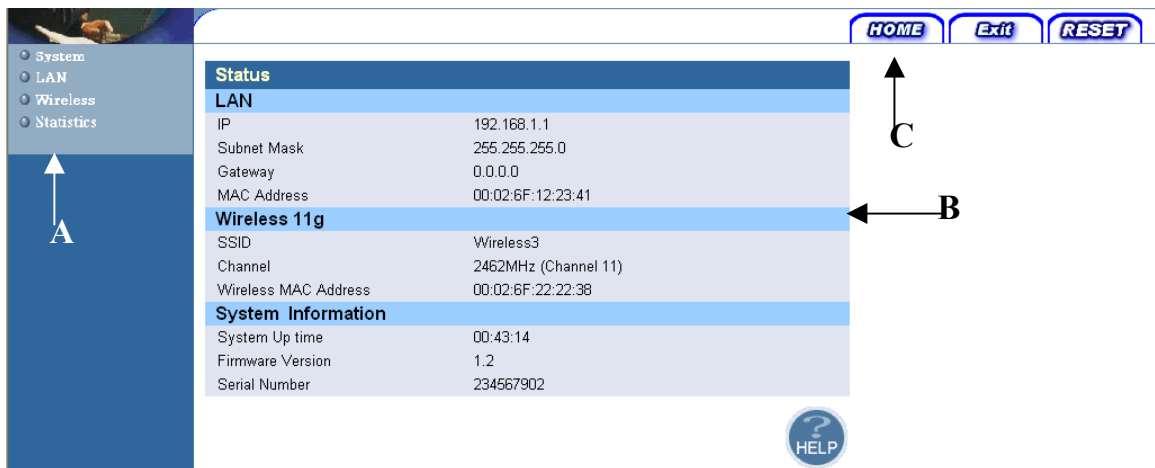 HOME Exit RESET
System
LAN
Wireless
Statistics
A
Status
LAN
IP 192.168.1.1
Subnet Mask 255.255.255.0
Gateway 0.0.0.0
MAC Address 00:02:6F:12:23:41
Wireless 11g
SSID Wireless3
Channel 2462MHz (Channel 11)
Wireless MAC Address 00:02:6F:22:22:38
System Information
System Up time 00:43:14
Firmware Version 1.2
Serial Number 234567902
C
B
?
HELP